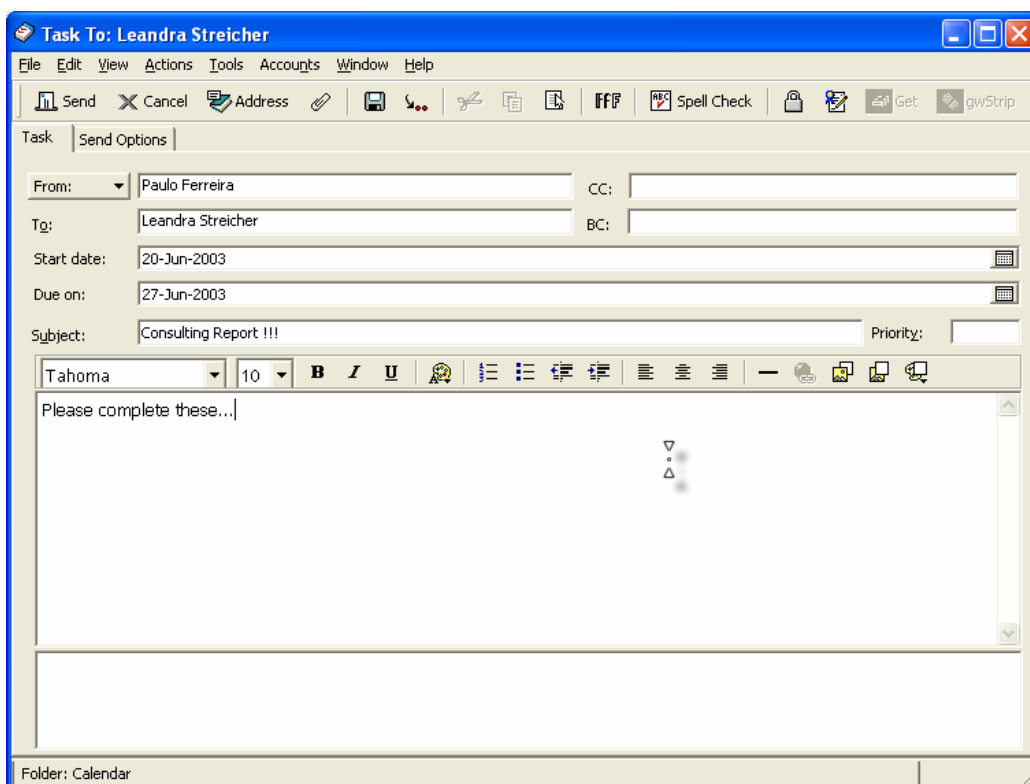 Task To: Leandra Streicher
File Edit View Actions Tools Accounts Window Help
Send Cancel Address Spell Check Get gwStrip
Task Send Options
From: Paulo Ferreira CC:
To: Leandra Streicher BC:
Start date: 20-Jun-2003
Due on: 27-Jun-2003
Subject: Consulting Report !!! Priority:
Tahoma 10 B I U
Please complete these...
Folder: Calendar